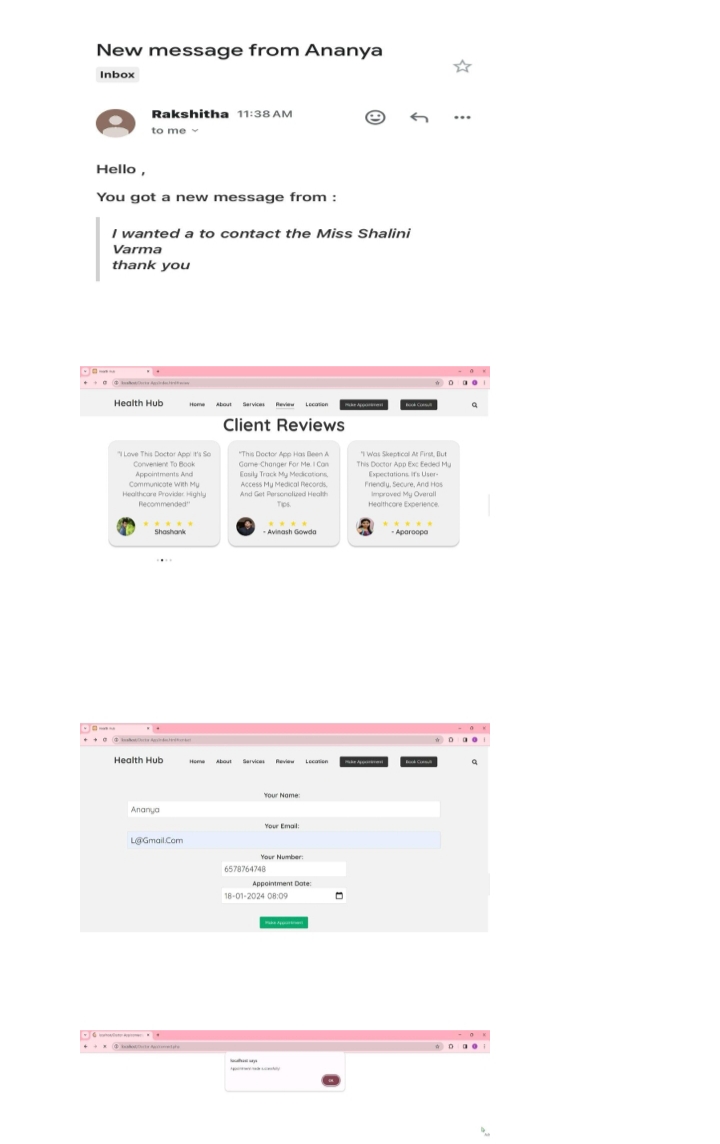 New message from Ananya
Inbox
Rakshitha 11:38 AM
to me
Hello ,
You got a new message from :
I wanted a to contact the Miss Shalini
Varma
thank you
Health Hub
Health Hub Home About Services Review Location Make Appointment Book Consult
Client Reviews
"I Love This Doctor App! It's So
Convenient To Book
Appointments And
Communicate With My
Healthcare Provider. Highly
Recommended!"
Shashank
"This Doctor App Has Been A
Game-Changer For Me. I Can
Easily Track My Medications,
Access My Medical Records,
And Get Personalized Health
Tips.
- Avinash Gowda
"I Was Skeptical At First, But
This Doctor App Exc Eeded My
Expectations. It's User-
Friendly, Secure, And Has
Improved My Overall
Healthcare Experience.
- Aparoopa
Health Hub
Health Hub Home About Services Review Location Make Appointment Book Consult
Your Name:
Ananya
Your Email:
L@Gmail.Com
Your Number:
6578764748
Appointment Date:
18-01-2024 08:09
Make Appointment
localhost says
Appointment made successfully
OK